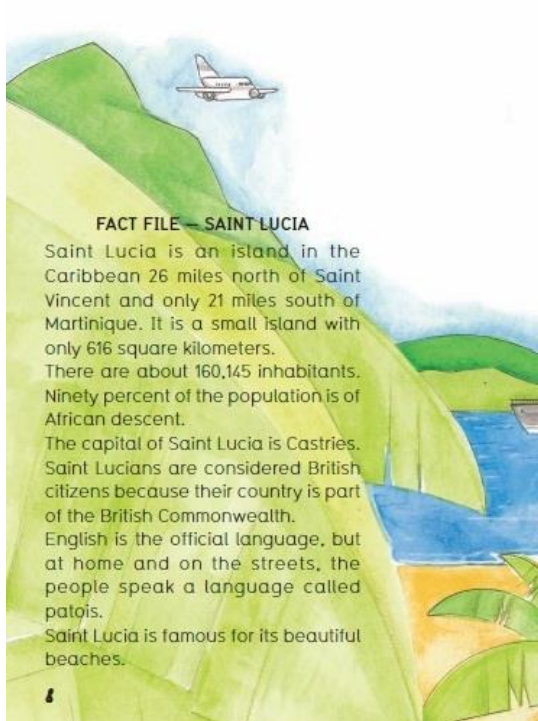 FACT FILE – SAINT LUCIA
Saint Lucia is an island in the
Caribbean 26 miles north of Saint
Vincent and only 21 miles south of
Martinique. It is a small island with
only 616 square kilometers.
There are about 160,145 inhabitants.
Ninety percent of the population is of
African descent.
The capital of Saint Lucia is Castries.
Saint Lucians are considered British
citizens because their country is part
of the British Commonwealth.
English is the official language, but
at home and on the streets, the
people speak a language called
patois.
Saint Lucia is famous for its beautiful
beaches.